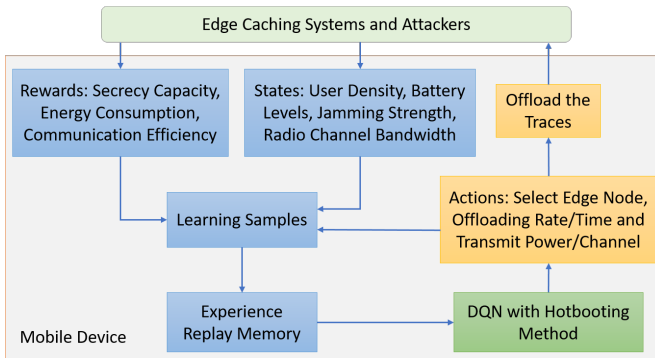 Edge Caching Systems and Attackers
Rewards: Secrecy Capacity,
Energy Consumption,
Communication Efficiency
States: User Density, Battery
Levels, Jamming Strength,
Radio Channel Bandwidth
Offload the
Traces
Learning Samples
Actions: Select Edge Node,
Offloading Rate/Time and
Transmit Power/Channel
Experience
Replay Memory
DQN with Hotbooting
Method
Mobile Device